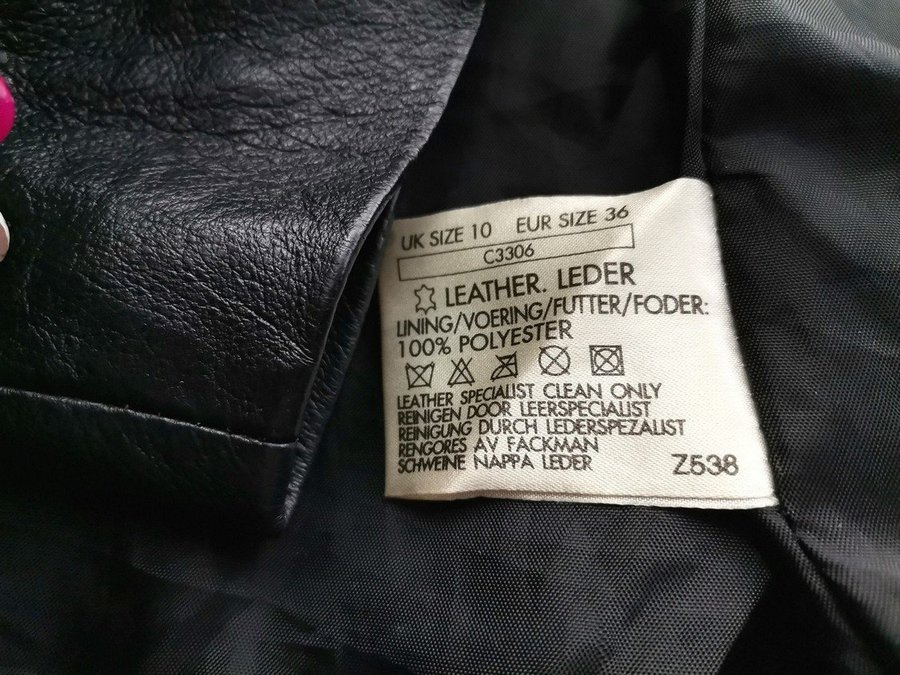 UK SIZE 10 EUR SIZE 36
C3306
LEATHER. LEDER
LINING/VOERING/FUTTER/FODER:
100% POLYESTER
LEATHER SPECIALIST CLEAN ONLY
REINIGEN DOOR LEERSPECIALIST
REINIGUNG DURCH LEDERSPEZALIST
RENGORES AV FACKMAN
SCHWEINE NAPPA LEDER
Z538